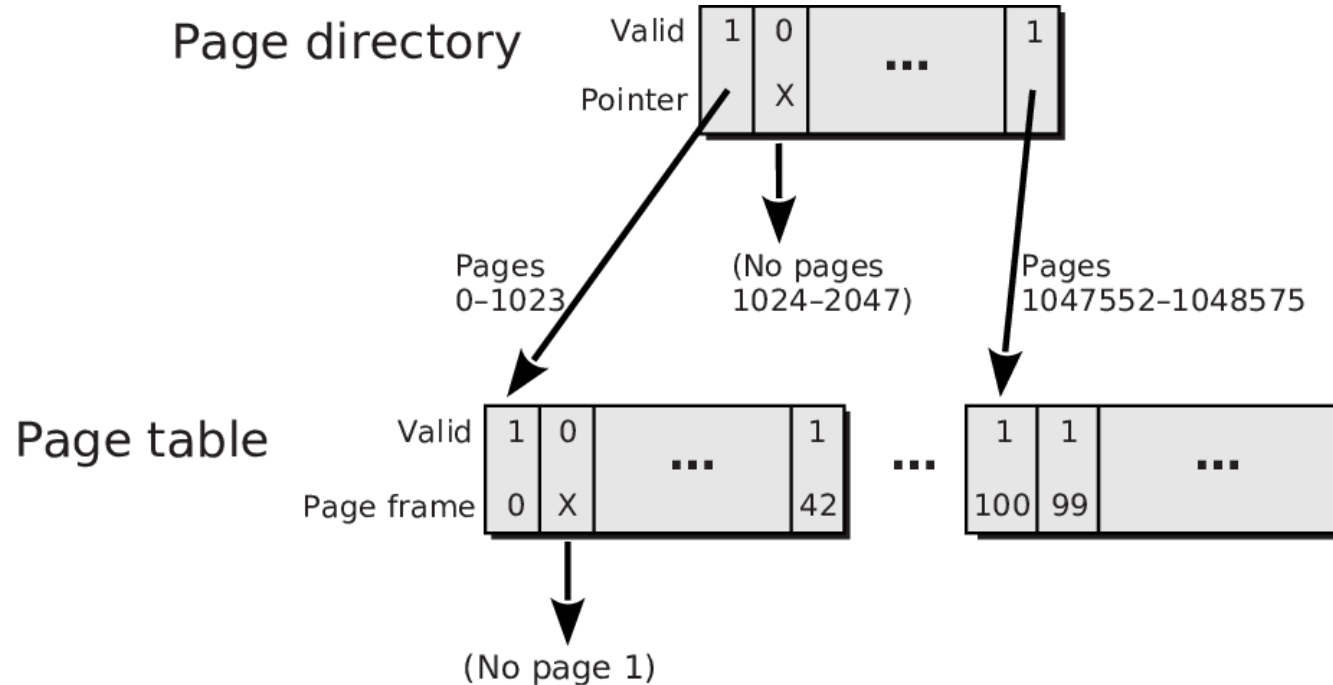 Page directory
Valid 1 0 ... 1
Pointer X
Pages
0–1023
(No pages
1024–2047)
Pages
1047552–1048575
Page table
Valid 1 0 ... 1 ... 1 1 ...
Page frame 0 X 42 100 99
(No page 1)